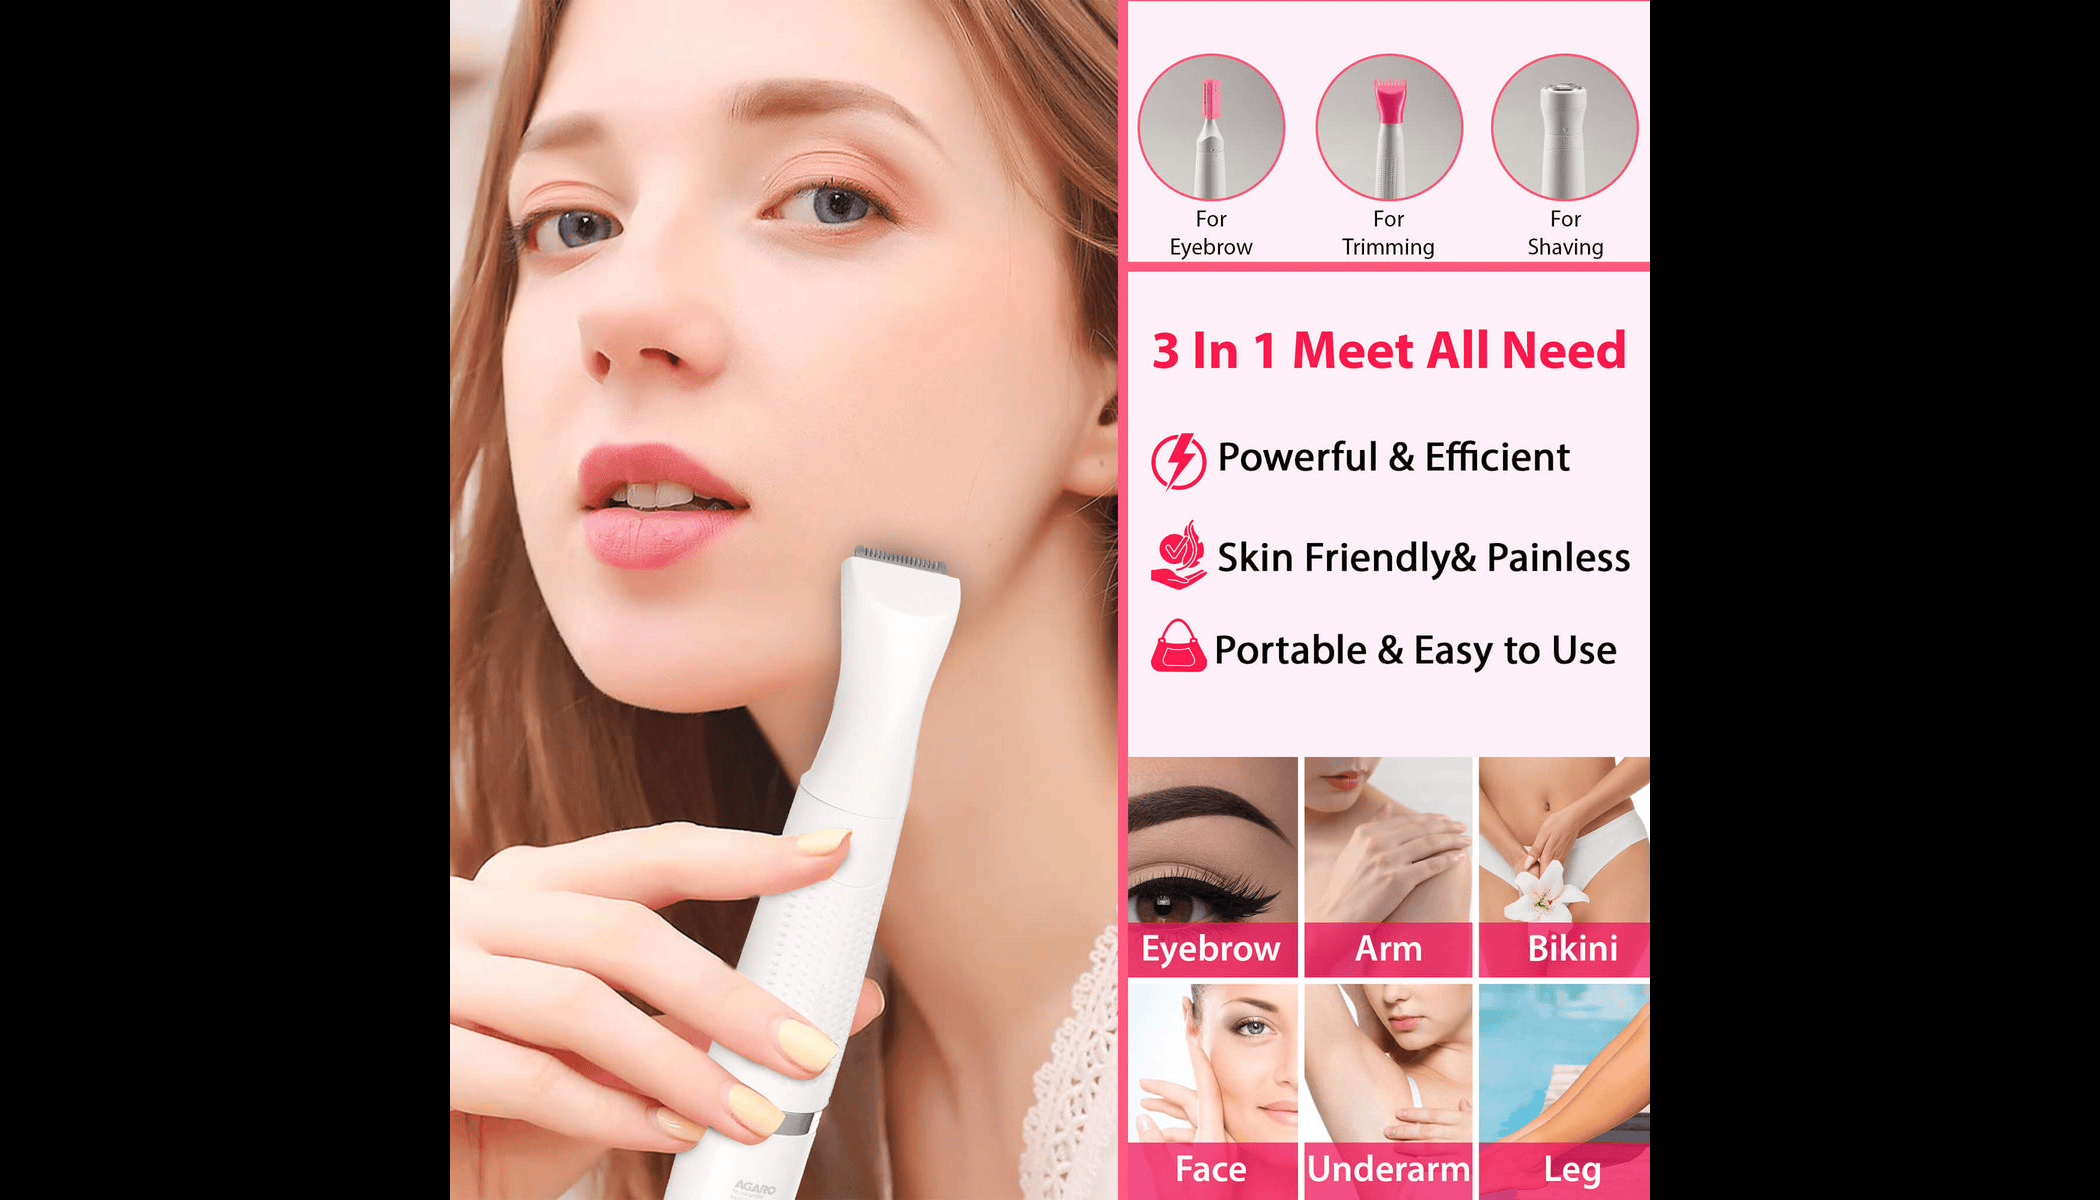 For
Eyebrow
For
Trimming
For
Shaving
3 In 1 Meet All Need
Powerful & Efficient
Skin Friendly& Painless
Portable & Easy to Use
Eyebrow
Arm
Bikini
Face
Underarm
Leg
AGARO